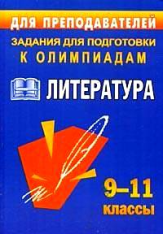 ДЛЯ ПРЕПОДАВАТЕЛЕЙ
ЗАДАНИЯ ДЛЯ ПОДГОТОВКИ
К ОЛИМПИАДАМ
ЛИТЕРАТУРА
9–11
классы